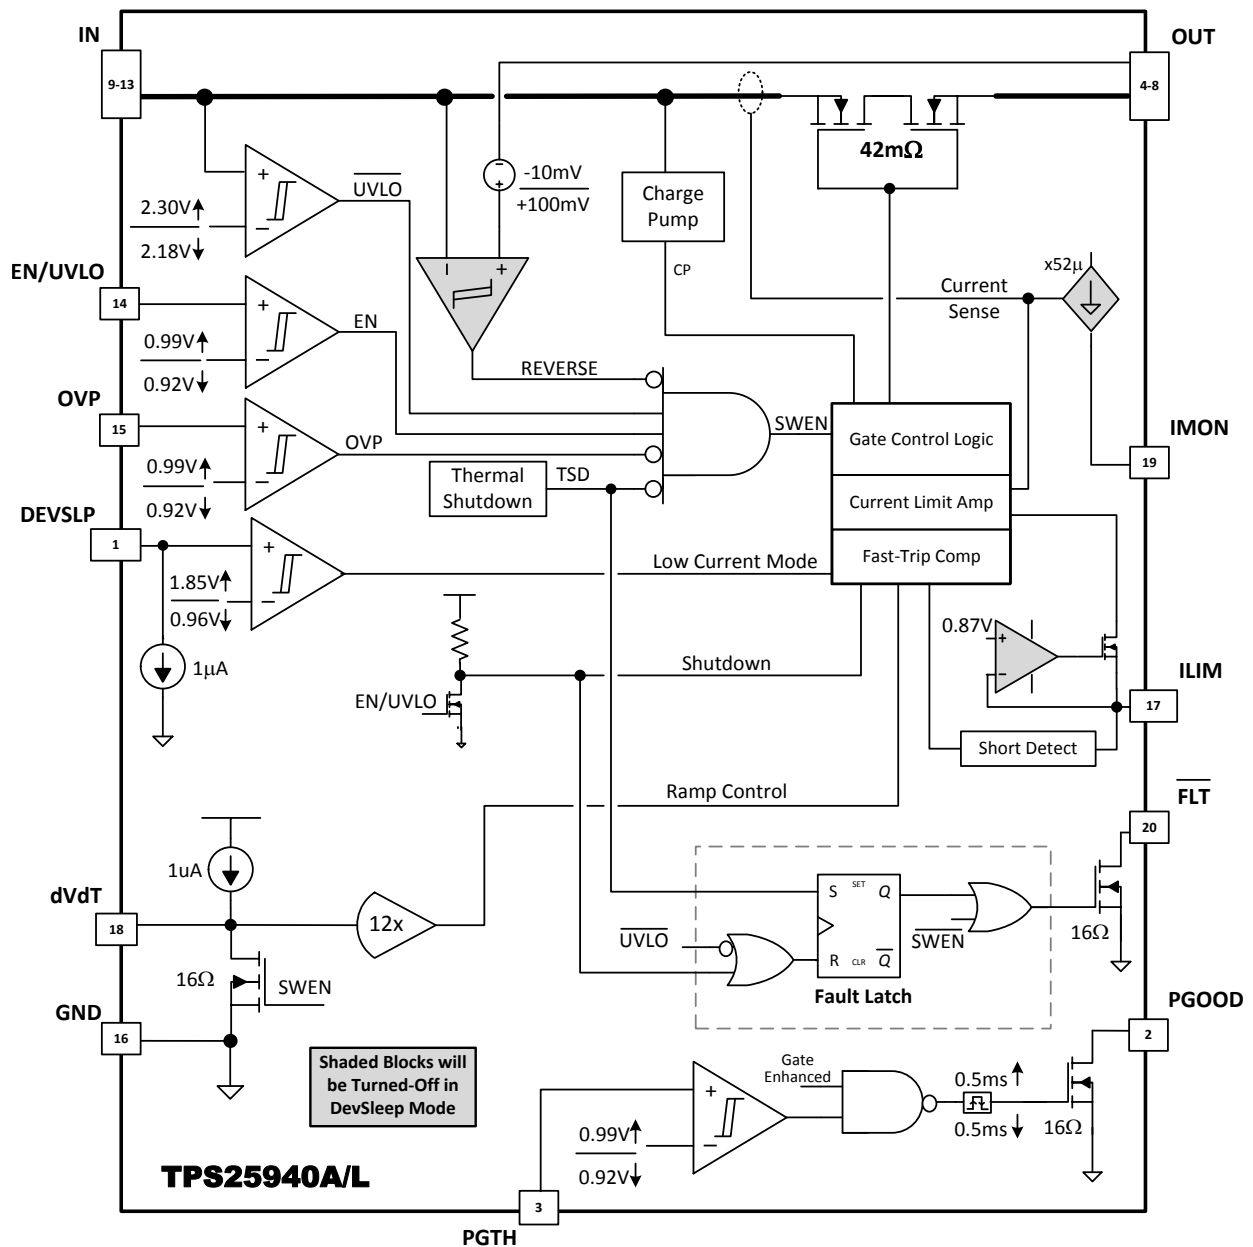 IN
OUT
9-13
4-8
42mΩ
-10mV
+100mV
−
+
Charge
Pump
CP
UVLO
+
−
2.30V
2.18V
EN/UVLO
14
EN
+
−
0.99V
0.92V
−
+
x52µ
Current
Sense
REVERSE
OVP
15
OVP
+
−
0.99V
0.92V
Thermal
Shutdown
TSD
SWEN
Gate Control Logic
Current Limit Amp
Fast-Trip Comp
IMON
19
DEVSLP
1
+
−
1.85V
0.96V
Low Current Mode
1µA
0.87V
+
−
Shutdown
EN/UVLO
ILIM
17
Short Detect
Ramp Control
FLT
20
1uA
dVdT
18
12x
16Ω
SWEN
S
SET
Q
R
CLR
Q
UVLO
SWEN
Fault Latch
16Ω
GND
16
PGOOD
2
Shaded Blocks will
be Turned-Off in
DevSleep Mode
Gate
Enhanced
+
−
0.99V
0.92V
0.5ms
0.5ms
16Ω
TPS25940A/L
3
PGTH